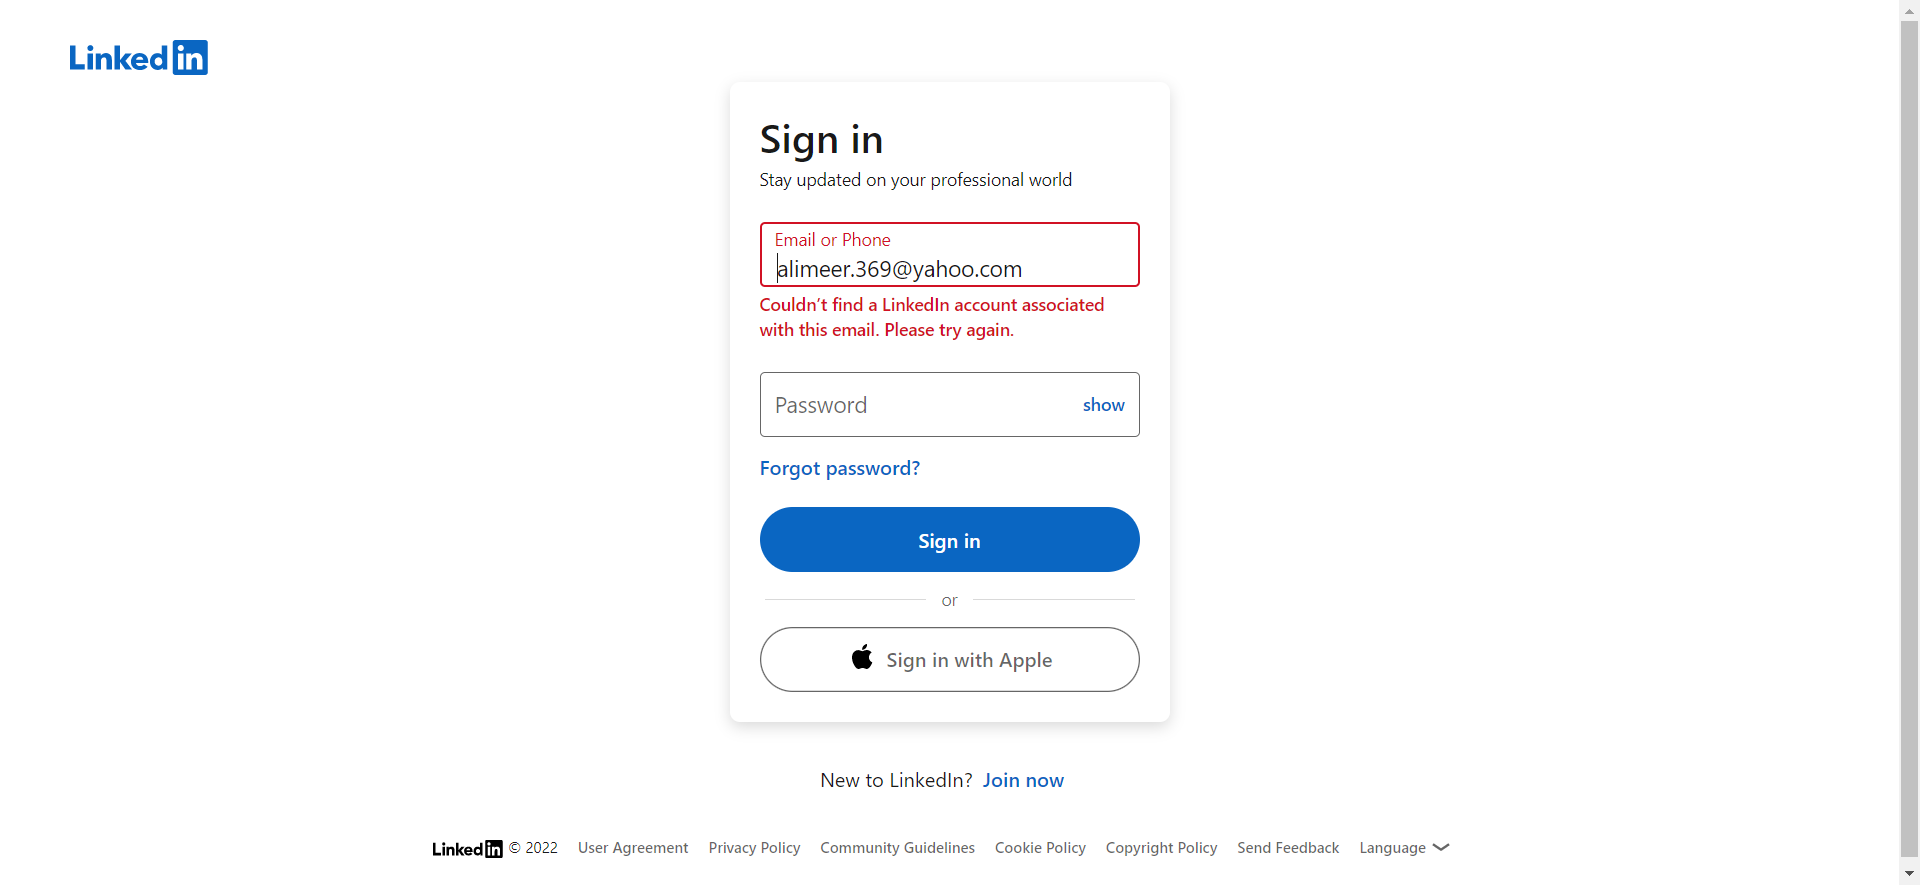 Linkedin
Sign in
Stay updated on your professional world
Email or Phone
alimeer.369@yahoo.com
Couldn’t find a LinkedIn account associated
with this email. Please try again.
Password show
Forgot password?
Sign in
or
Sign in with Apple
New to LinkedIn? Join now
Linkedin © 2022 User Agreement Privacy Policy Community Guidelines Cookie Policy Copyright Policy Send Feedback Language